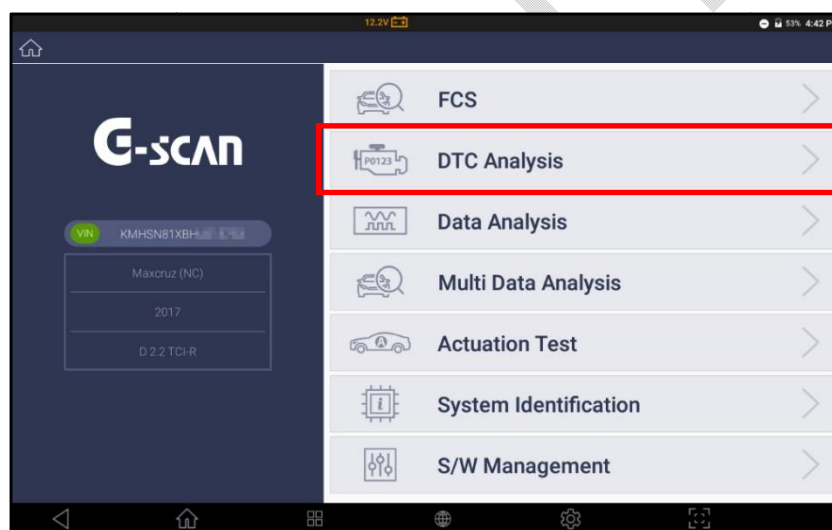 12.2V
53% 4:42 P
G-SCAN
FCS
P0123
DTC Analysis
Data Analysis
VIN KMHSN81XBH
Multi Data Analysis
Maxcruz (NC)
2017
D 2.2 TCI-R
A
Actuation Test
i
System Identification
S/W Management